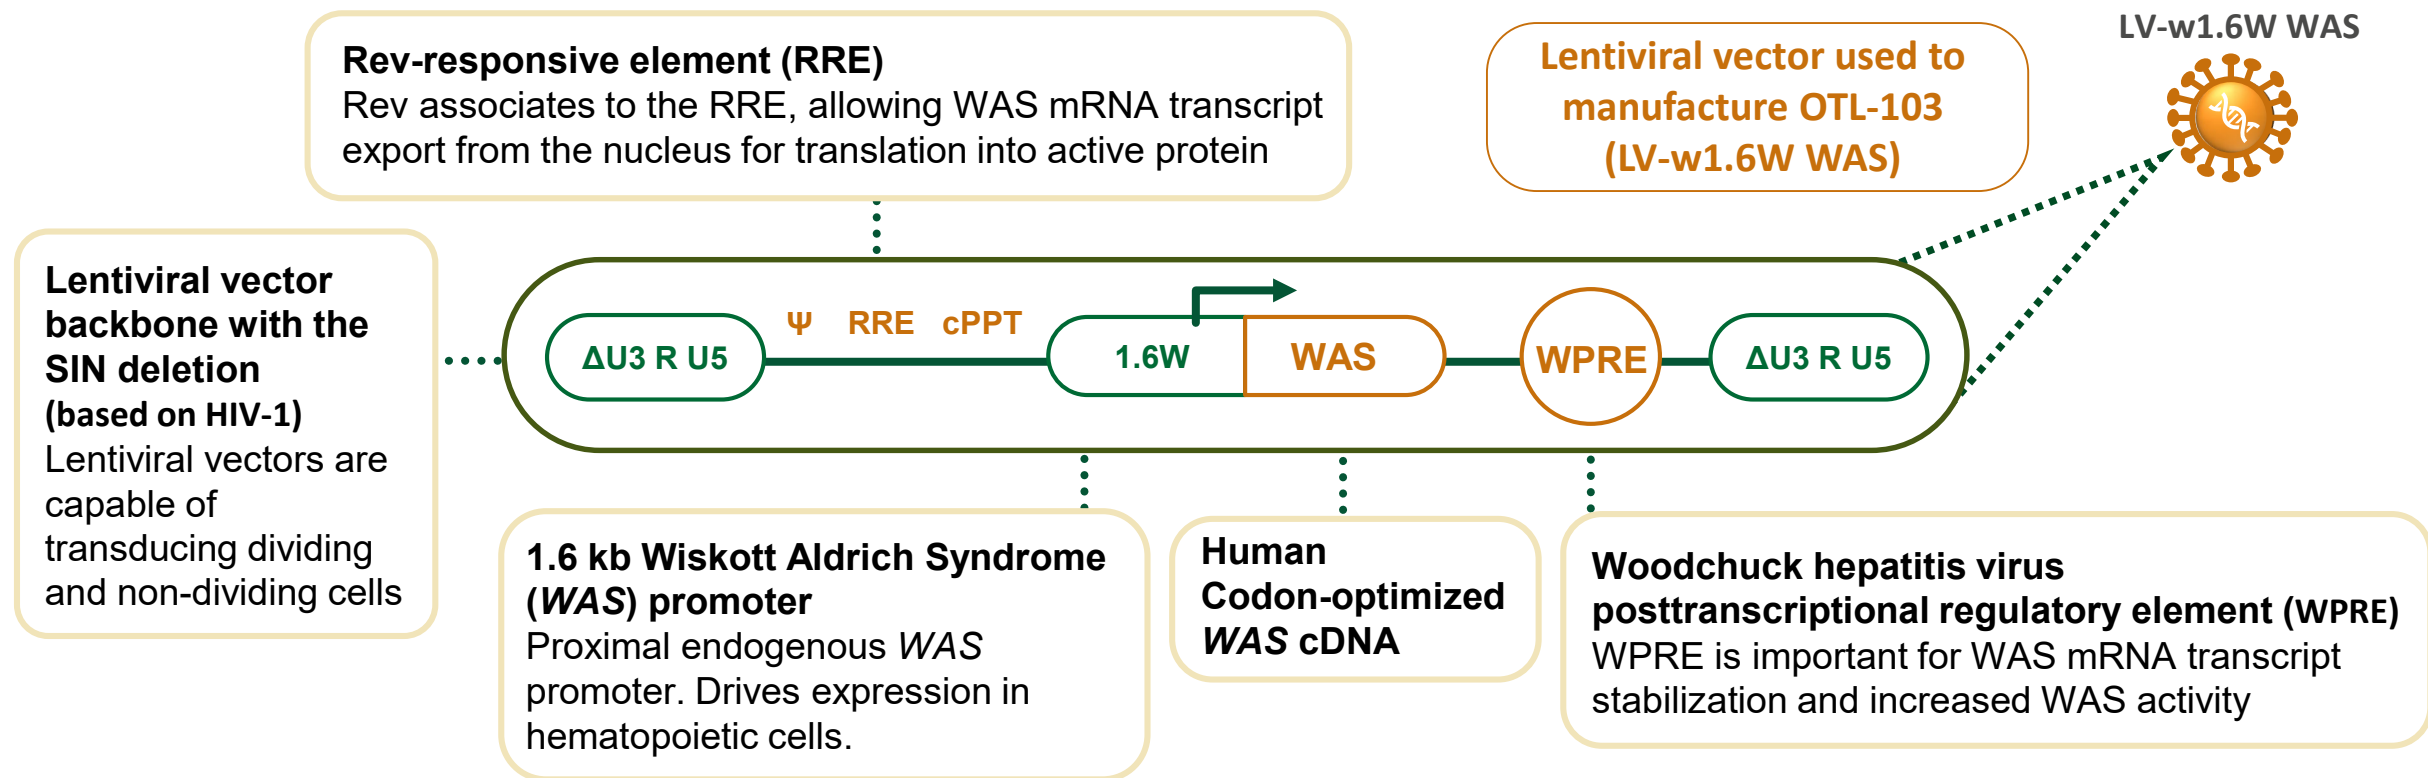 LV-w1.6W WAS
Rev-responsive element (RRE)
Rev associates to the RRE, allowing WAS mRNA transcript
export from the nucleus for translation into active protein
Lentiviral vector used to
manufacture OTL-103
(LV-w1.6W WAS)
Lentiviral vector
backbone with the
SIN deletion
(based on HIV-1)
Lentiviral vectors are
capable of
transducing dividing
and non-dividing cells
ΔU3 R U5
Ψ RRE cPPT
1.6W
WAS
WPRE
ΔU3 R U5
1.6 kb Wiskott Aldrich Syndrome
(WAS) promoter
Proximal endogenous WAS
promoter. Drives expression in
hematopoietic cells.
Human
Codon-optimized
WAS cDNA
Woodchuck hepatitis virus
posttranscriptional regulatory element (WPRE)
WPRE is important for WAS mRNA transcript
stabilization and increased WAS activity